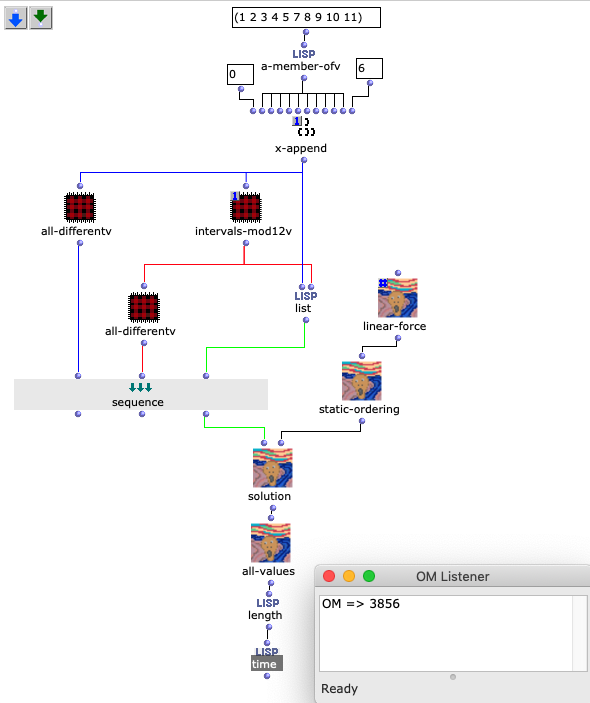 (1 2 3 4 5 7 8 9 10 11)
LISP
a-member-ofv
0
6
1
x-append
1
all-differentv
intervals-mod12v
all-differentv
LISP
list
linear-force
sequence
static-ordering
solution
all-values
LISP
length
LISP
time
OM Listener
OM => 3856
Ready